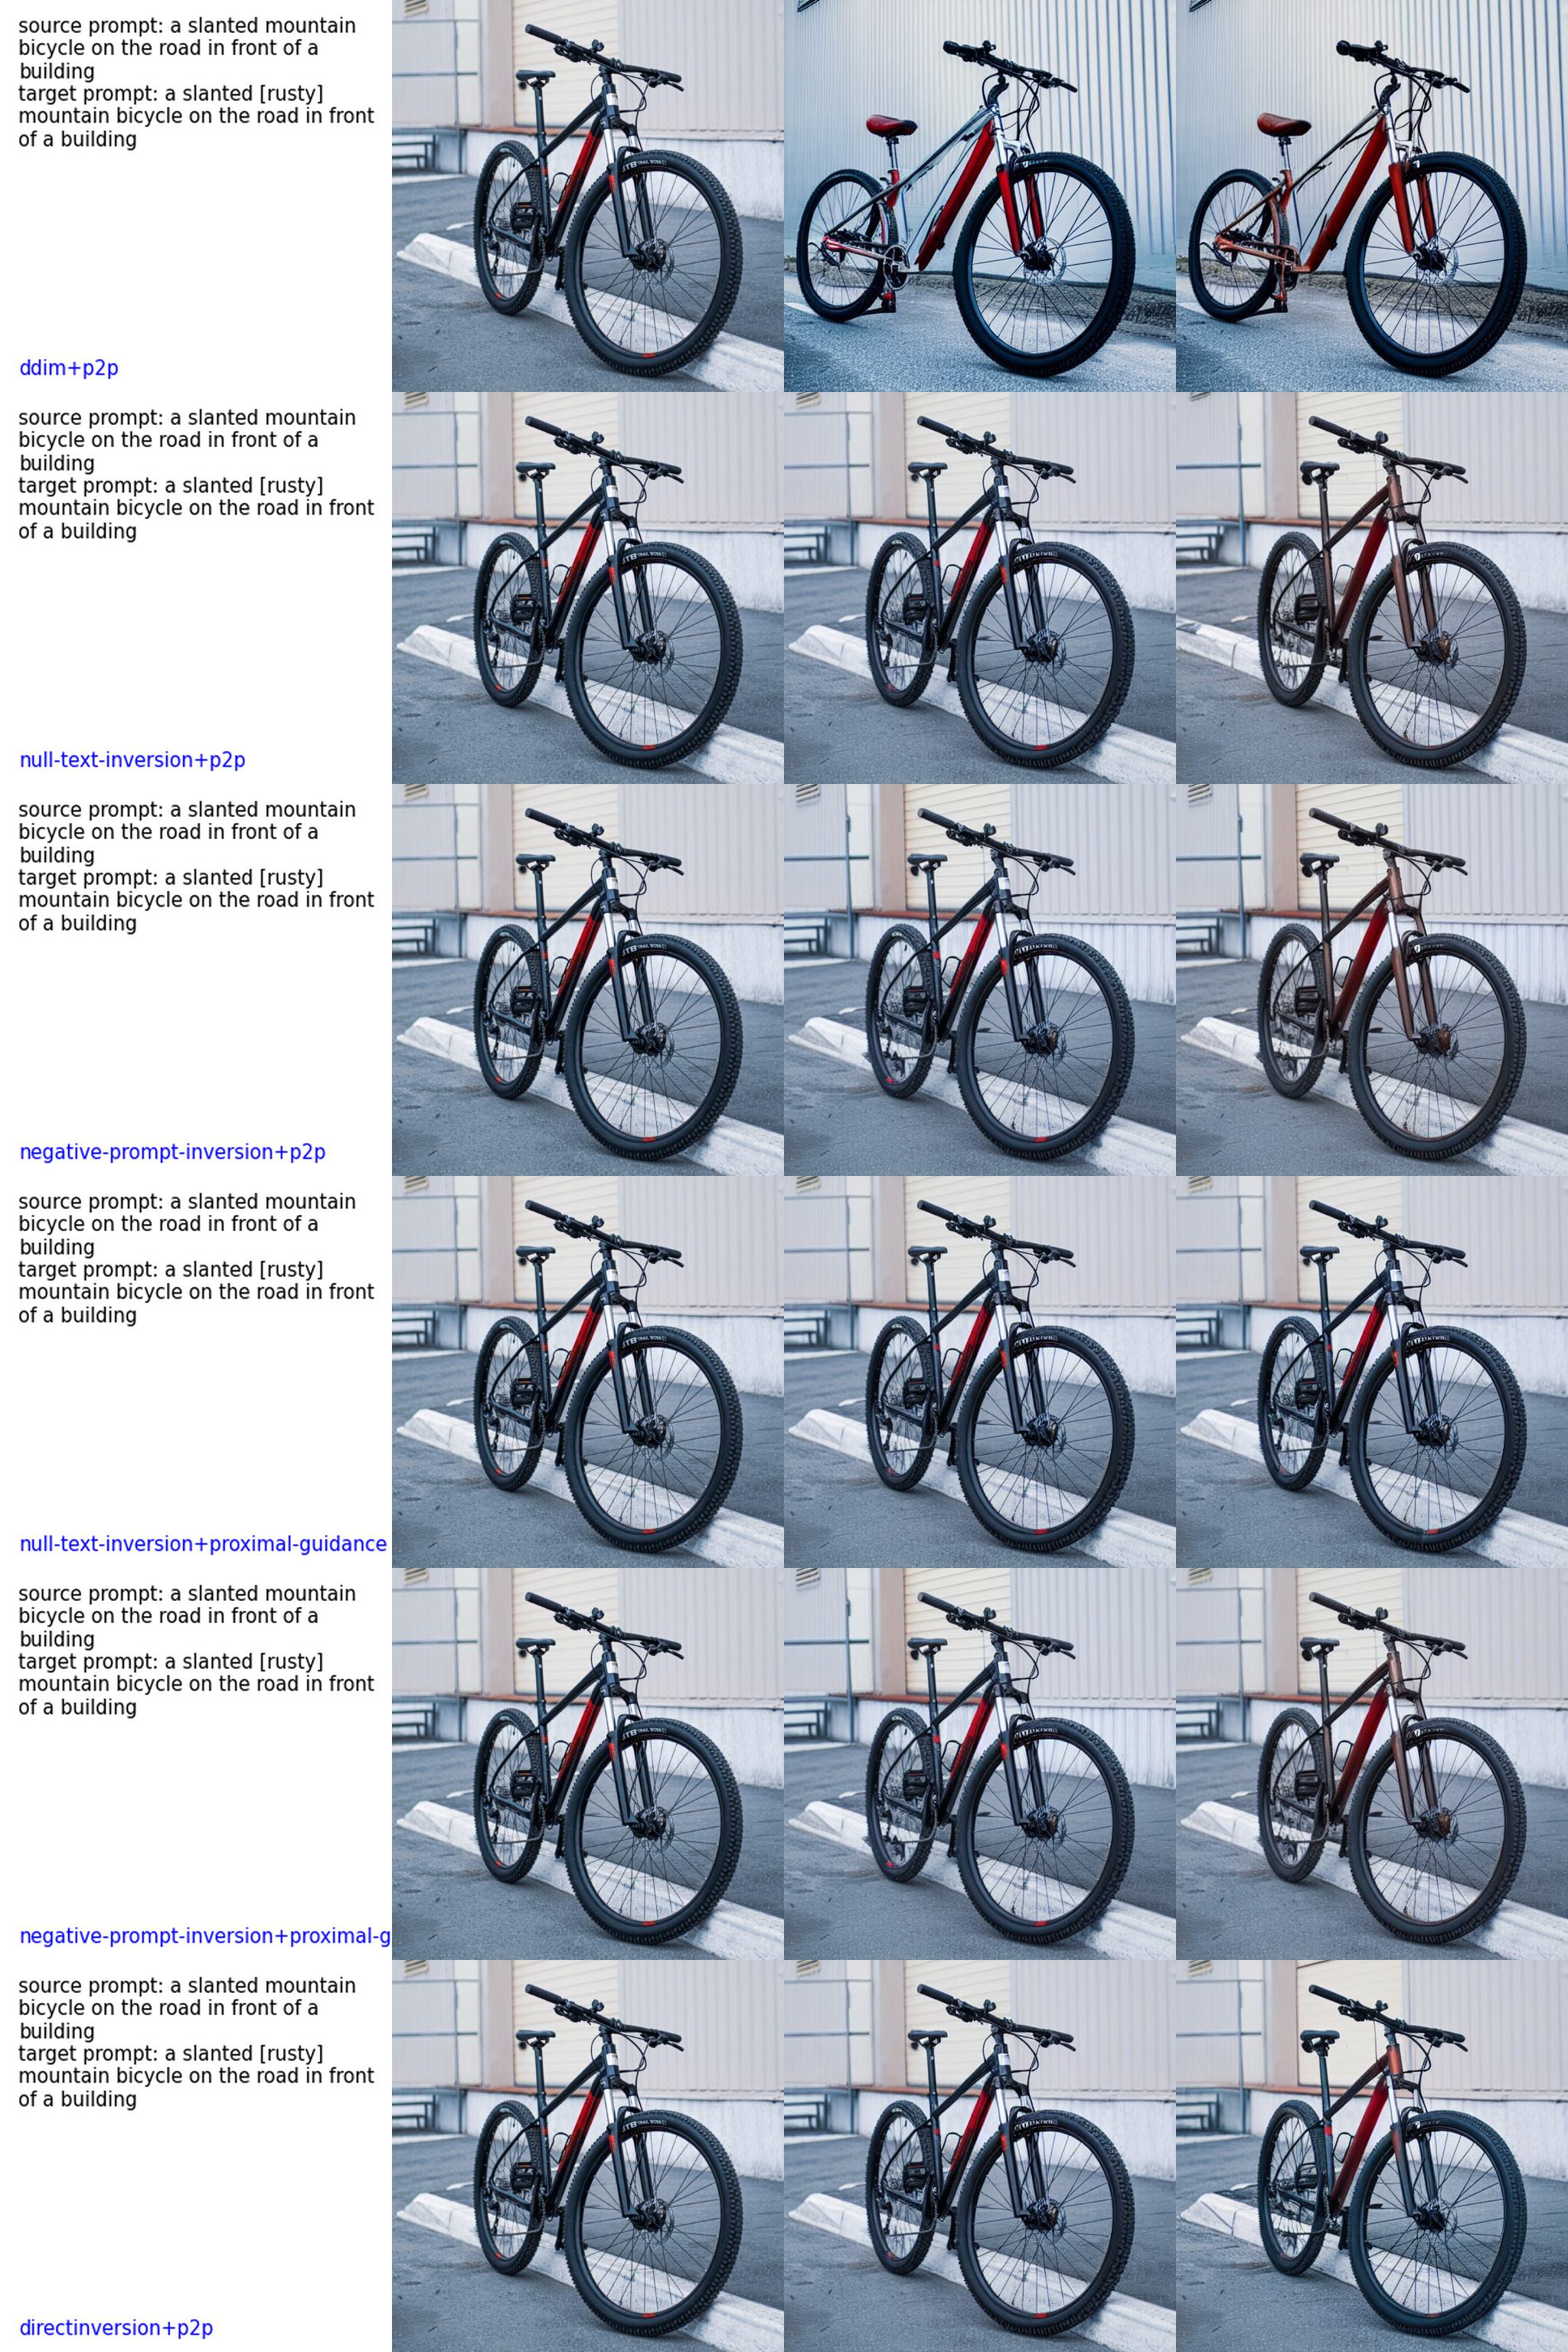 source prompt: a slanted mountain
bicycle on the road in front of a
building
target prompt: a slanted [rusty]
mountain bicycle on the road in front
of a building
ddim+p2p
source prompt: a slanted mountain
bicycle on the road in front of a
building
target prompt: a slanted [rusty]
mountain bicycle on the road in front
of a building
null-text-inversion+p2p
source prompt: a slanted mountain
bicycle on the road in front of a
building
target prompt: a slanted [rusty]
mountain bicycle on the road in front
of a building
negative-prompt-inversion+p2p
source prompt: a slanted mountain
bicycle on the road in front of a
building
target prompt: a slanted [rusty]
mountain bicycle on the road in front
of a building
null-text-inversion+proximal-guidance
source prompt: a slanted mountain
bicycle on the road in front of a
building
target prompt: a slanted [rusty]
mountain bicycle on the road in front
of a building
negative-prompt-inversion+proximal-g
source prompt: a slanted mountain
bicycle on the road in front of a
building
target prompt: a slanted [rusty]
mountain bicycle on the road in front
of a building
directinversion+p2p